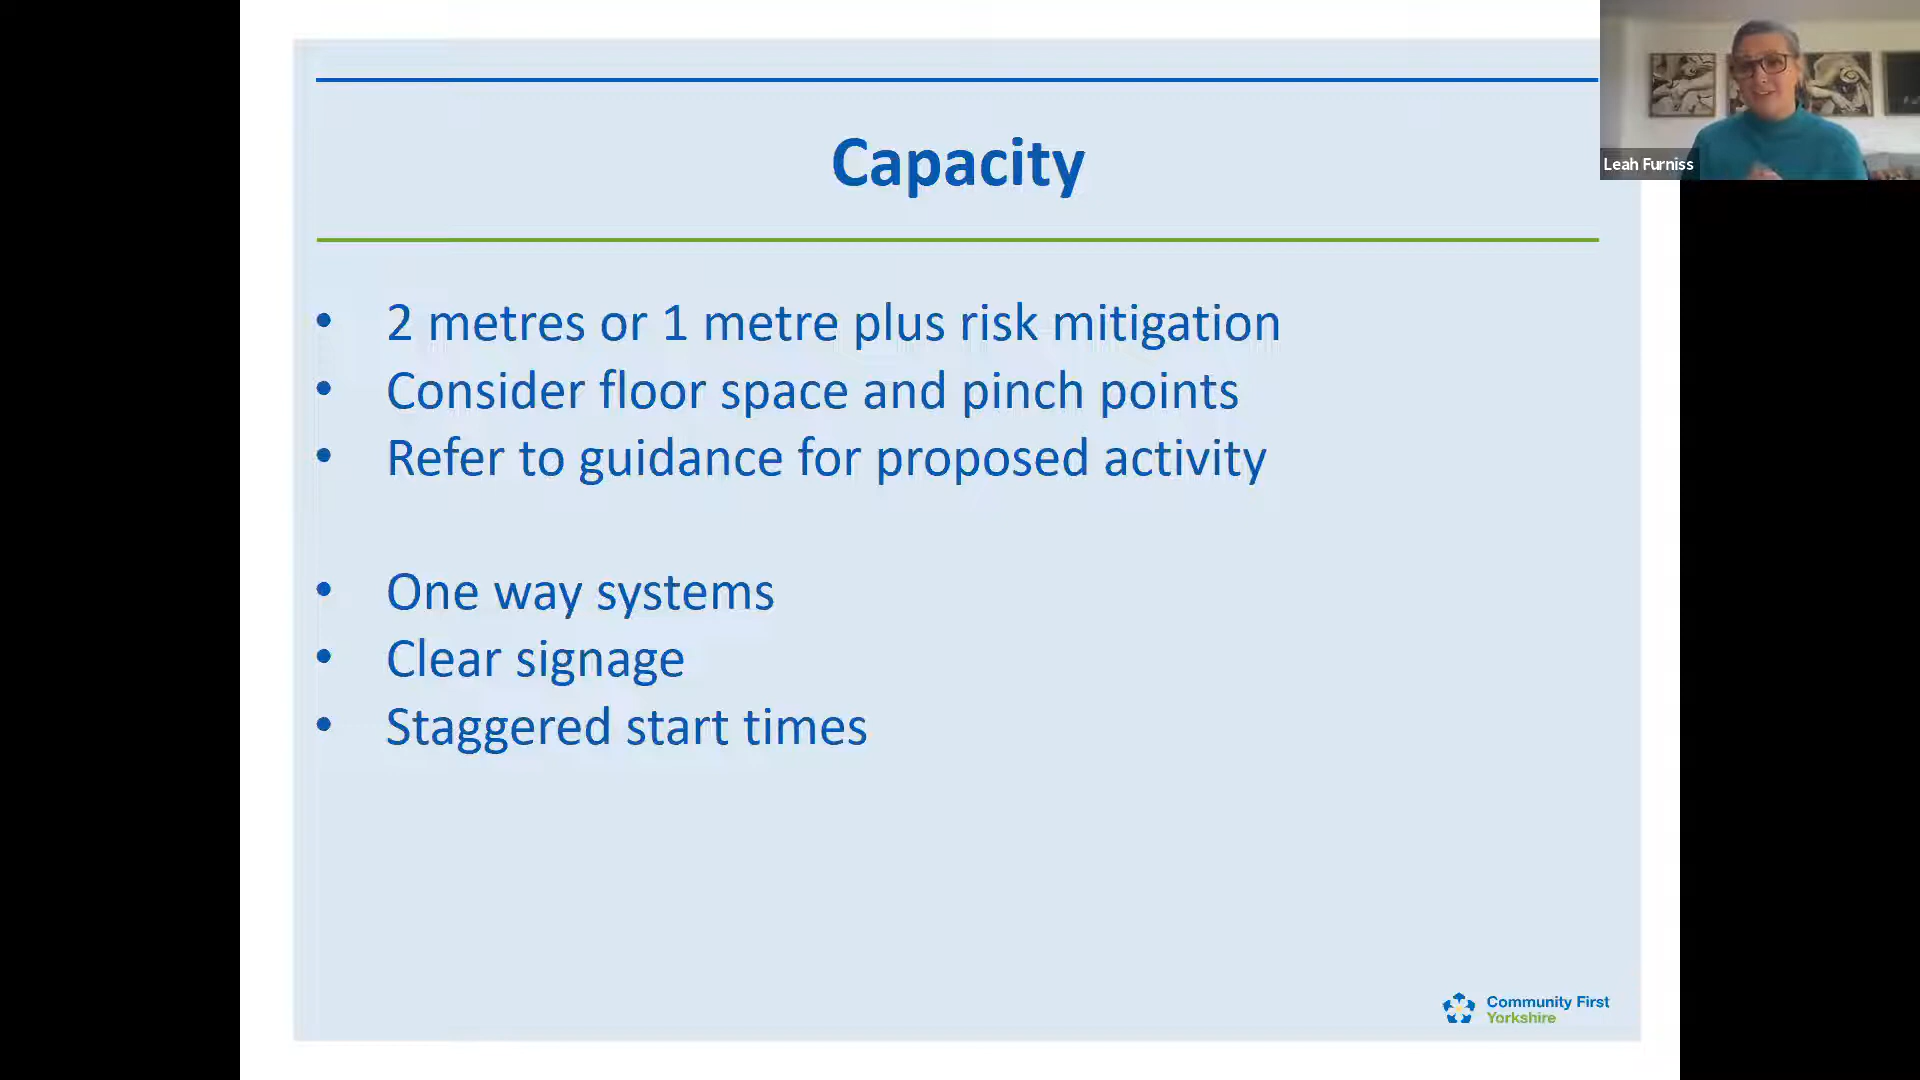 Capacity
• 2 metres or 1 metre plus risk mitigation
• Consider floor space and pinch points
• Refer to guidance for proposed activity
• One way systems
• Clear signage
• Staggered start times
Leah Furniss
Community First
Yorkshire